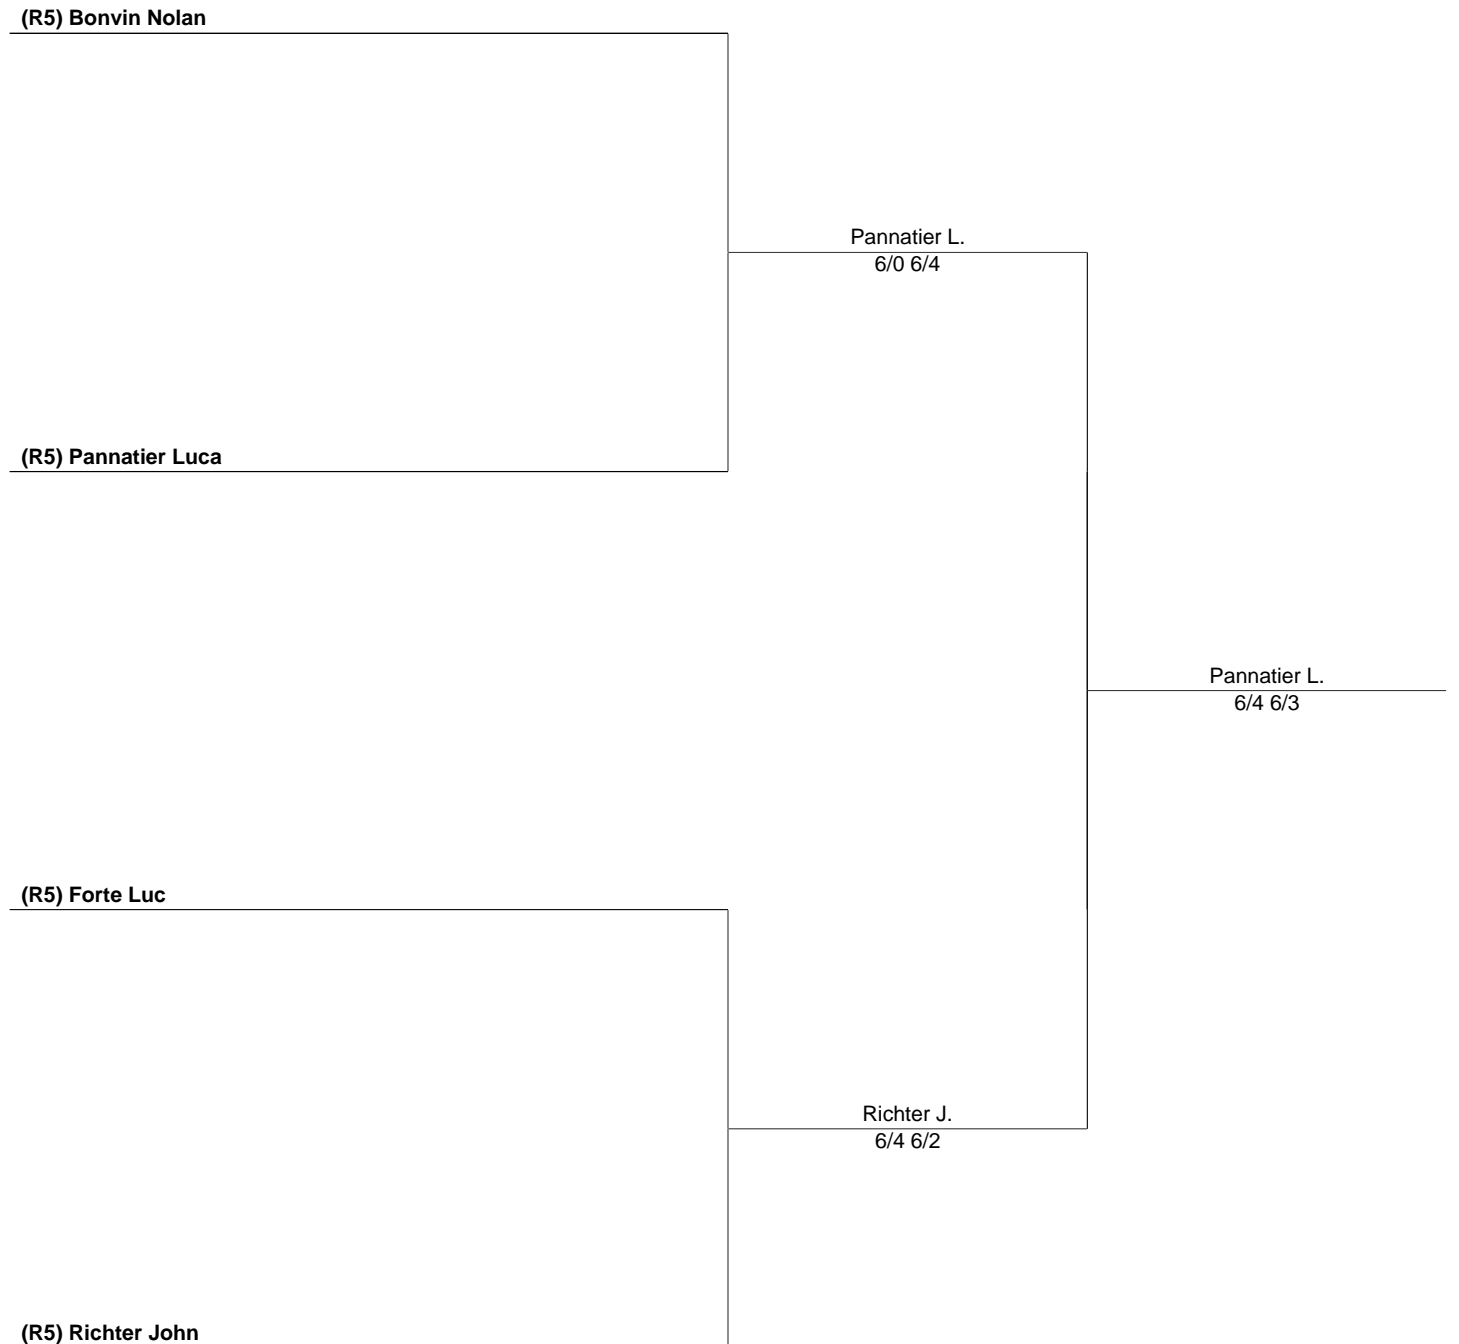 (R5) Bonvin Nolan
Pannatier L.
6/0 6/4
(R5) Pannatier Luca
Pannatier L.
6/4 6/3
(R5) Forte Luc
Richter J.
6/4 6/2
(R5) Richter John